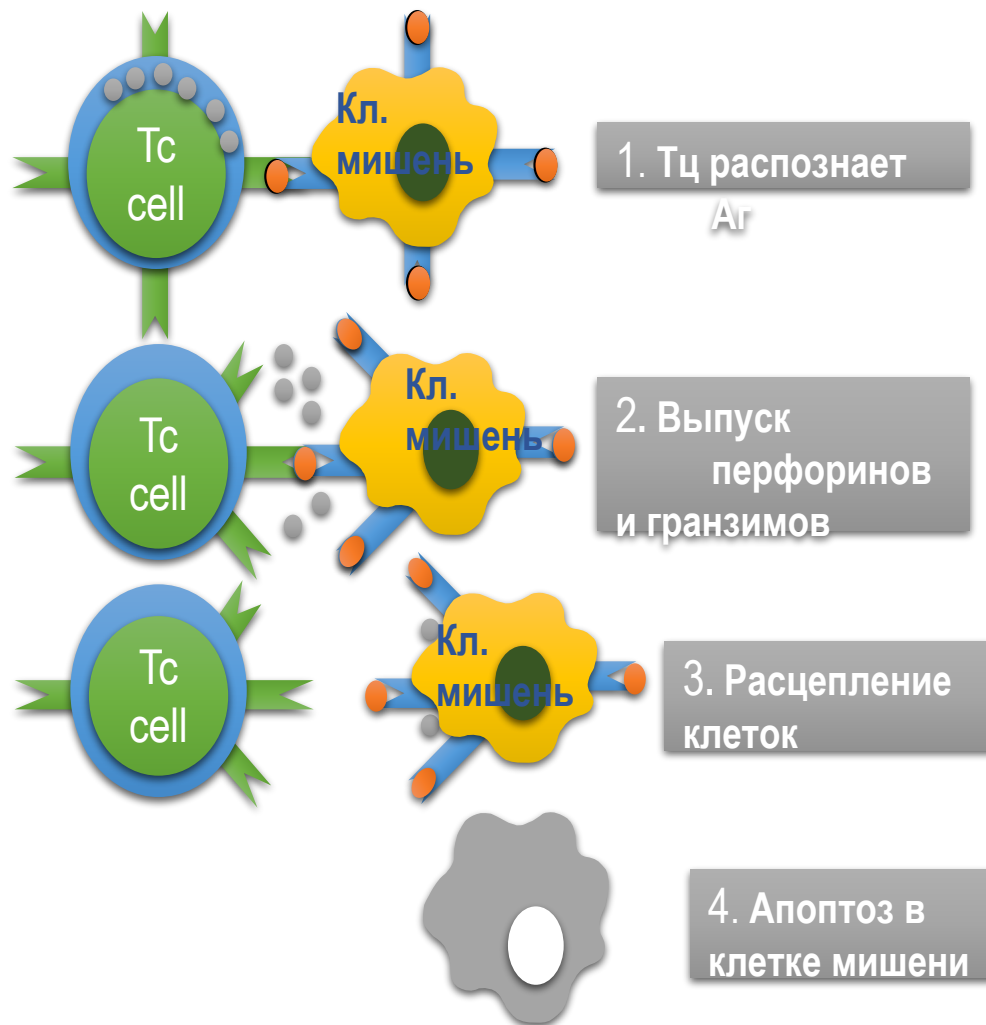 Tc
cell
Кл.
мишень
1. Тц распознает
Аг
Tc
cell
Кл.
мишень
2. Выпуск
перфоринов
и гранзимов
Tc
cell
Кл.
мишень
3. Расцепление
клеток
4. Апоптоз в
клетке мишени